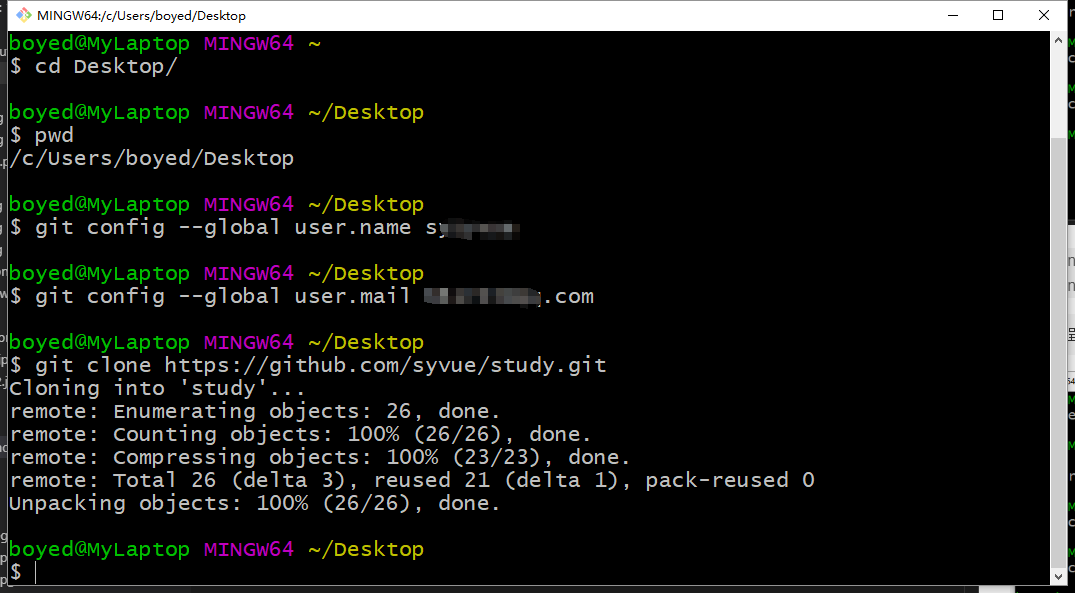 MINGW64:/c/Users/boyed/Desktop
boyed@MyLaptop MINGW64 ~
$ cd Desktop/
boyed@MyLaptop MINGW64 ~/Desktop
$ pwd
/c/Users/boyed/Desktop
boyed@MyLaptop MINGW64 ~/Desktop
$ git config --global user.name
boyed@MyLaptop MINGW64 ~/Desktop
$ git config --global user.mail .com
boyed@MyLaptop MINGW64 ~/Desktop
$ git clone https://github.com/syvue/study.git
Cloning into 'study'...
remote: Enumerating objects: 26, done.
remote: Counting objects: 100% (26/26), done.
remote: Compressing objects: 100% (23/23), done.
remote: Total 26 (delta 3), reused 21 (delta 1), pack-reused 0
Unpacking objects: 100% (26/26), done.
boyed@MyLaptop MINGW64 ~/Desktop
$